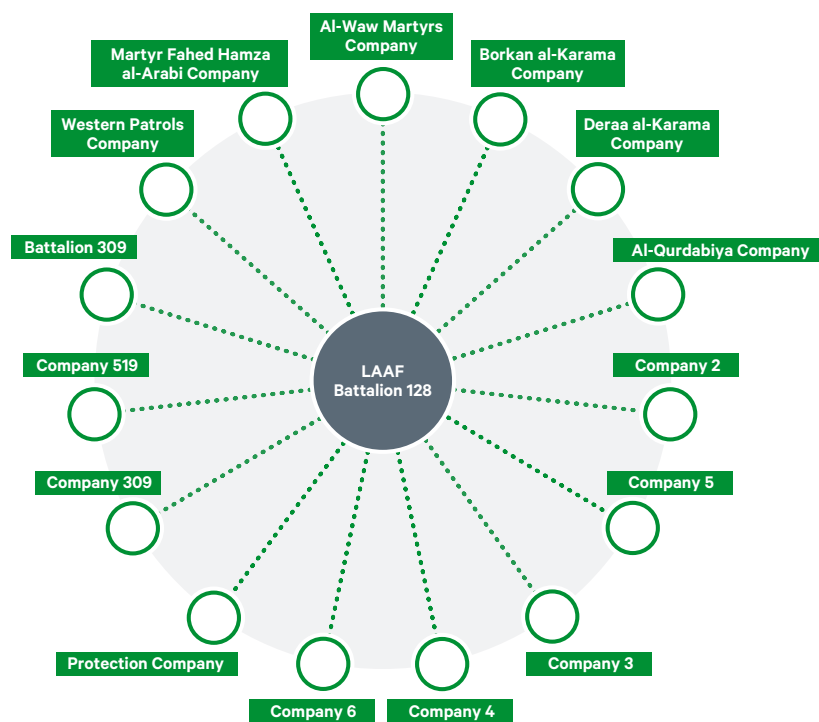 Al-Waw Martyrs
Company
Martyr Fahed Hamza
al-Arabi Company
Borkan al-Karama
Company
Western Patrols
Company
Deraa al-Karama
Company
Battalion 309
Al-Qurdabiya Company
LAAF
Battalion 128
Company 519
Company 2
Company 309
Company 5
Protection Company
Company 3
Company 6
Company 4